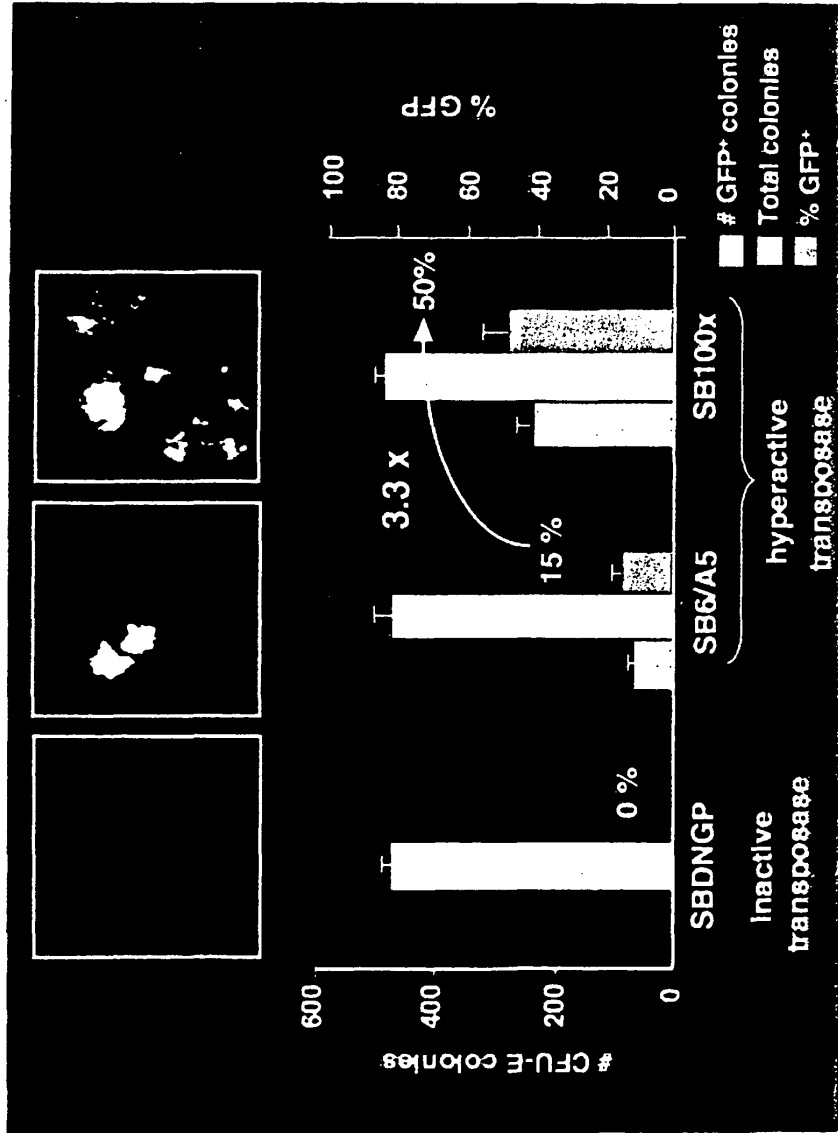 # CFU-E colonies
600
400
200
0
% GFP
100
80
60
40
20
0
0 %
15 %
3.3 x
50%
SBDNGP
SB6/A5
SB100x
Inactive
transposase
hyperactive
transposase
# GFP+ colonies
Total colonies
% GFP+